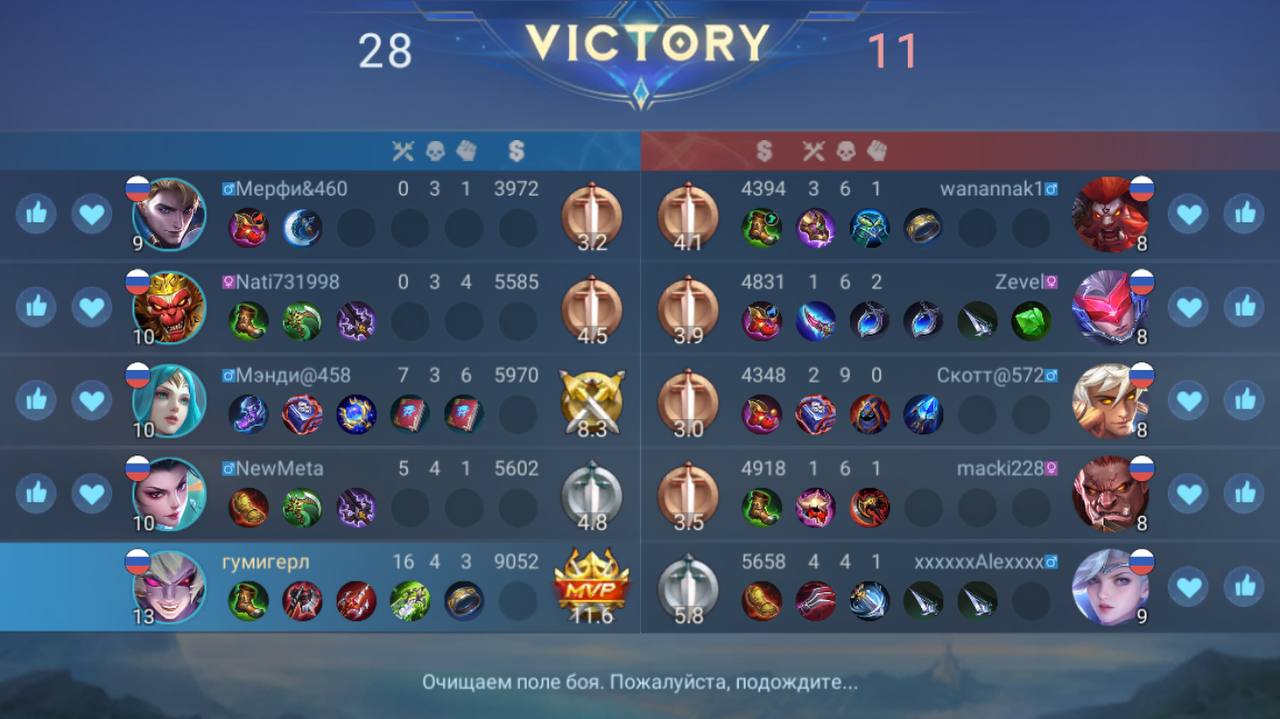 28 VICTORY 11
Мерфи&460 0 3 1 3972
9 3.2
4394 3 6 1 wanannak1
4.1 8
Nati731998 0 3 4 5585
10 4.5
4831 1 6 2 Zevel
3.9 8
Мэнди@458 7 3 6 5970
10 8.3
4348 2 9 0 Скотт@572
3.0 8
NewMeta 5 4 1 5602
10 4.8
4918 1 6 1 macki228
3.5 8
гумигерл 16 4 3 9052
MVP
13 11.6
5658 4 4 1 xxxxxxAlexxxx
5.8 9
Очищаем поле боя. Пожалуйста, подождите...